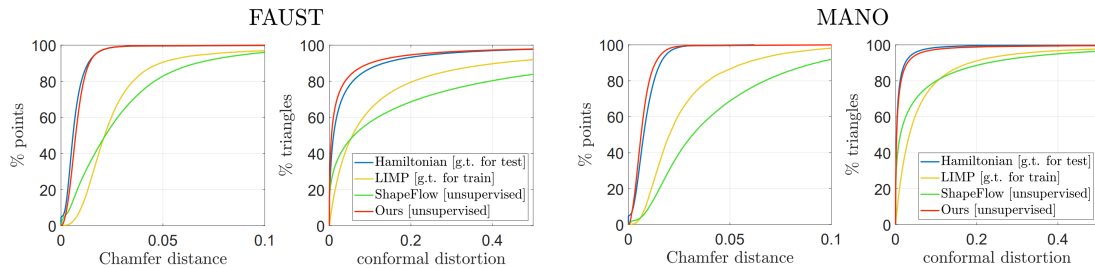 FAUST
MANO
% points
100
80
60
40
20
0
0
0.05
0.1
Chamfer distance
% triangles
100
80
60
40
20
0
0
0.2
0.4
conformal distortion
Hamiltonian [g.t. for test]
LIMP [g.t. for train]
ShapeFlow [unsupervised]
Ours [unsupervised]
% points
100
80
60
40
20
0
0
0.05
0.1
Chamfer distance
% triangles
100
80
60
40
20
0
0
0.2
0.4
conformal distortion
Hamiltonian [g.t. for test]
LIMP [g.t. for train]
ShapeFlow [unsupervised]
Ours [unsupervised]